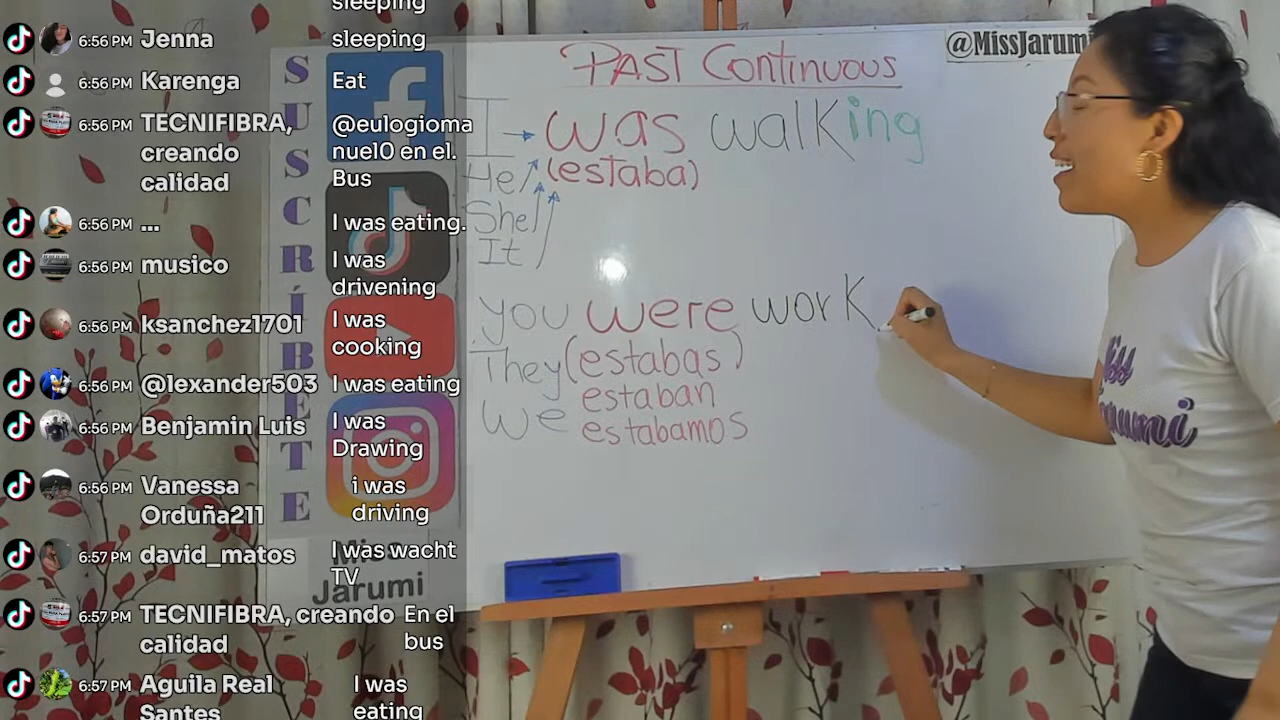 sleeping
6:56 PM Jenna sleeping
6:56 PM Karenga Eat
6:56 PM TECNIFIBRA, creando calidad
@eulogioma
nuel0 en el.
Bus
6:56 PM ... I was eating.
6:56 PM musico I was
drivening
6:56 PM ksanchez1701 I was
cooking
6:56 PM @lexander503 I was eating
6:56 PM Benjamin Luis I was
Drawing
6:56 PM Vanessa
Orduña211
i was
driving
6:57 PM david_matos I was wacht
TV
6:57 PM TECNIFIBRA, creando
calidad
En el
bus
6:57 PM Aguila Real
Santes
I was
eating
SUSCRÍBETE
Miss
Jarumi
@MissJarumi
PAST Continuous
I was walking
He (estaba)
She
It
you were work
They (estabas)
estaban
We estabamos
Jarumi